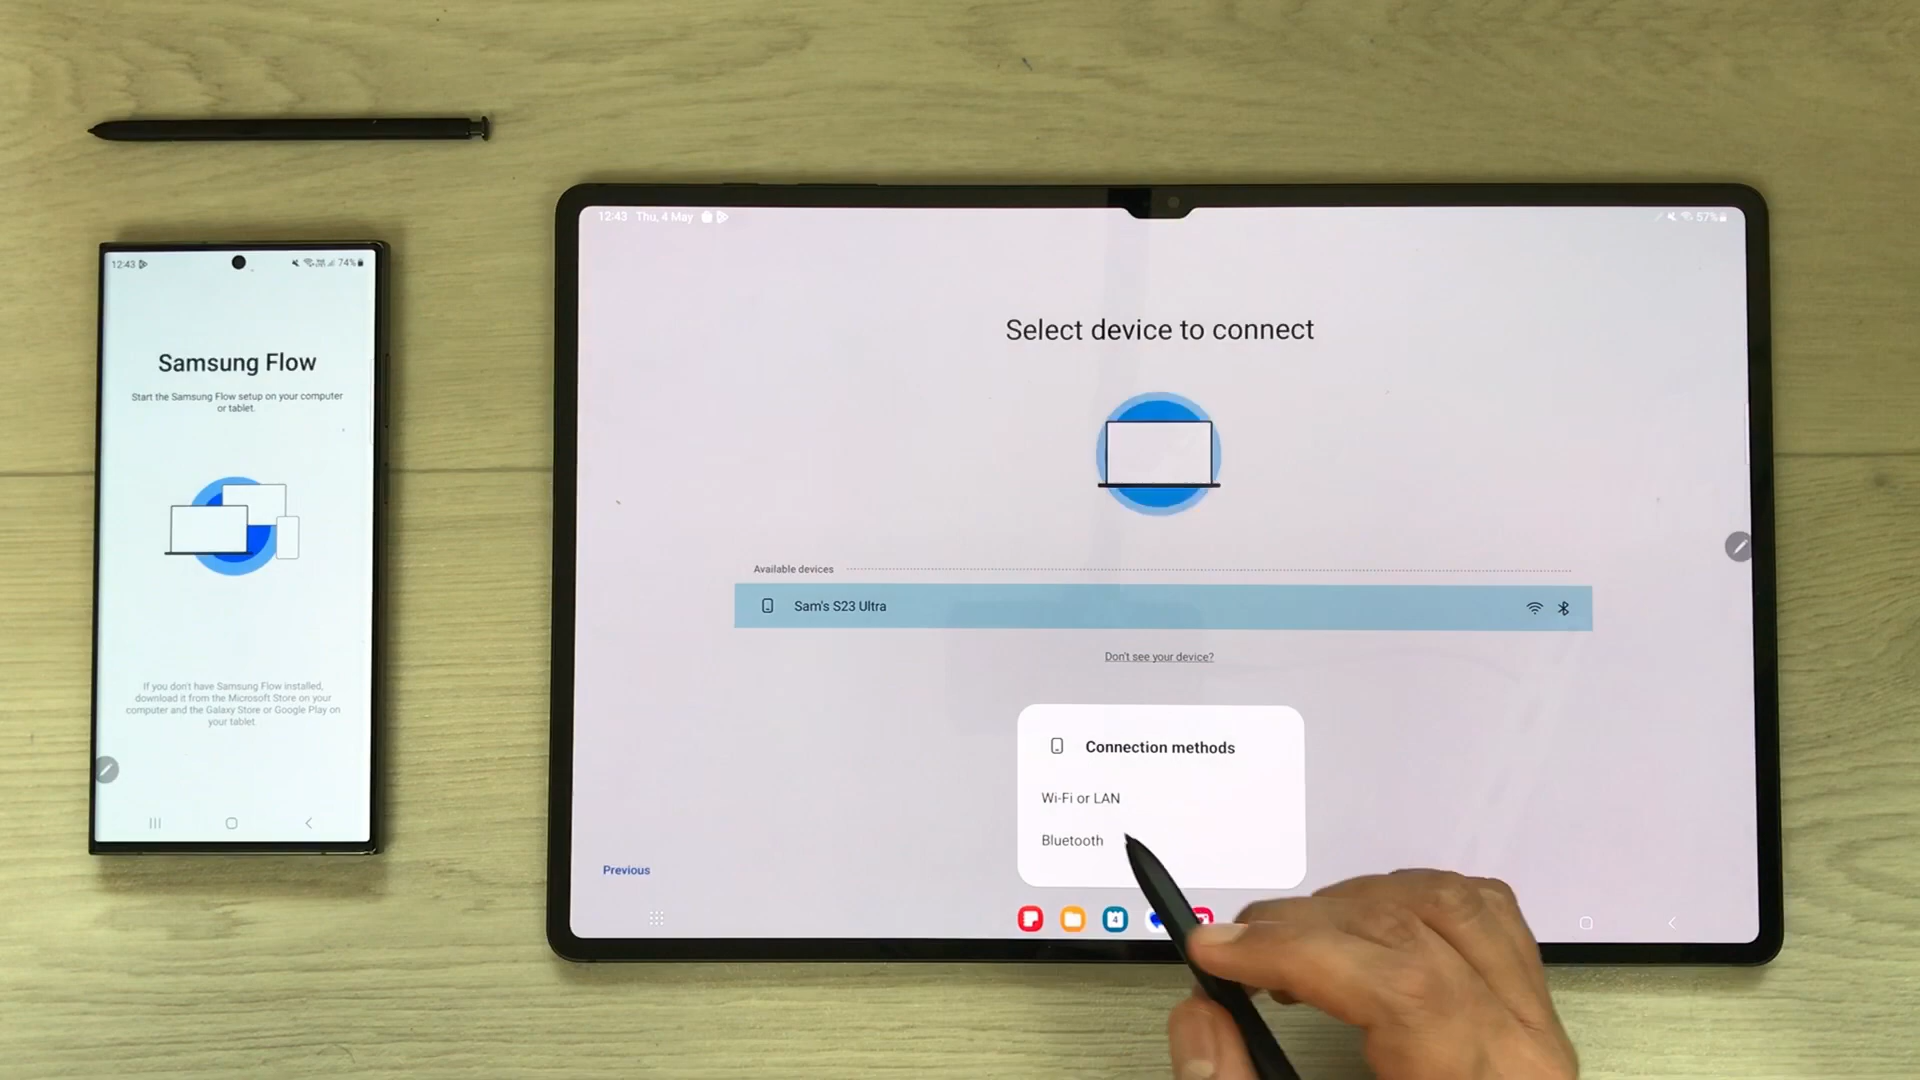 12:43
74%
Samsung Flow
Start the Samsung Flow setup on your computer
or tablet.
If you don't have Samsung Flow installed,
download it from the Microsoft Store on your
computer and the Galaxy Store or Google Play on
your tablet.
12:43 Thu, 4 May
57%
Select device to connect
Available devices
Sam's S23 Ultra
Don't see your device?
Connection methods
Wi-Fi or LAN
Bluetooth
Previous
4